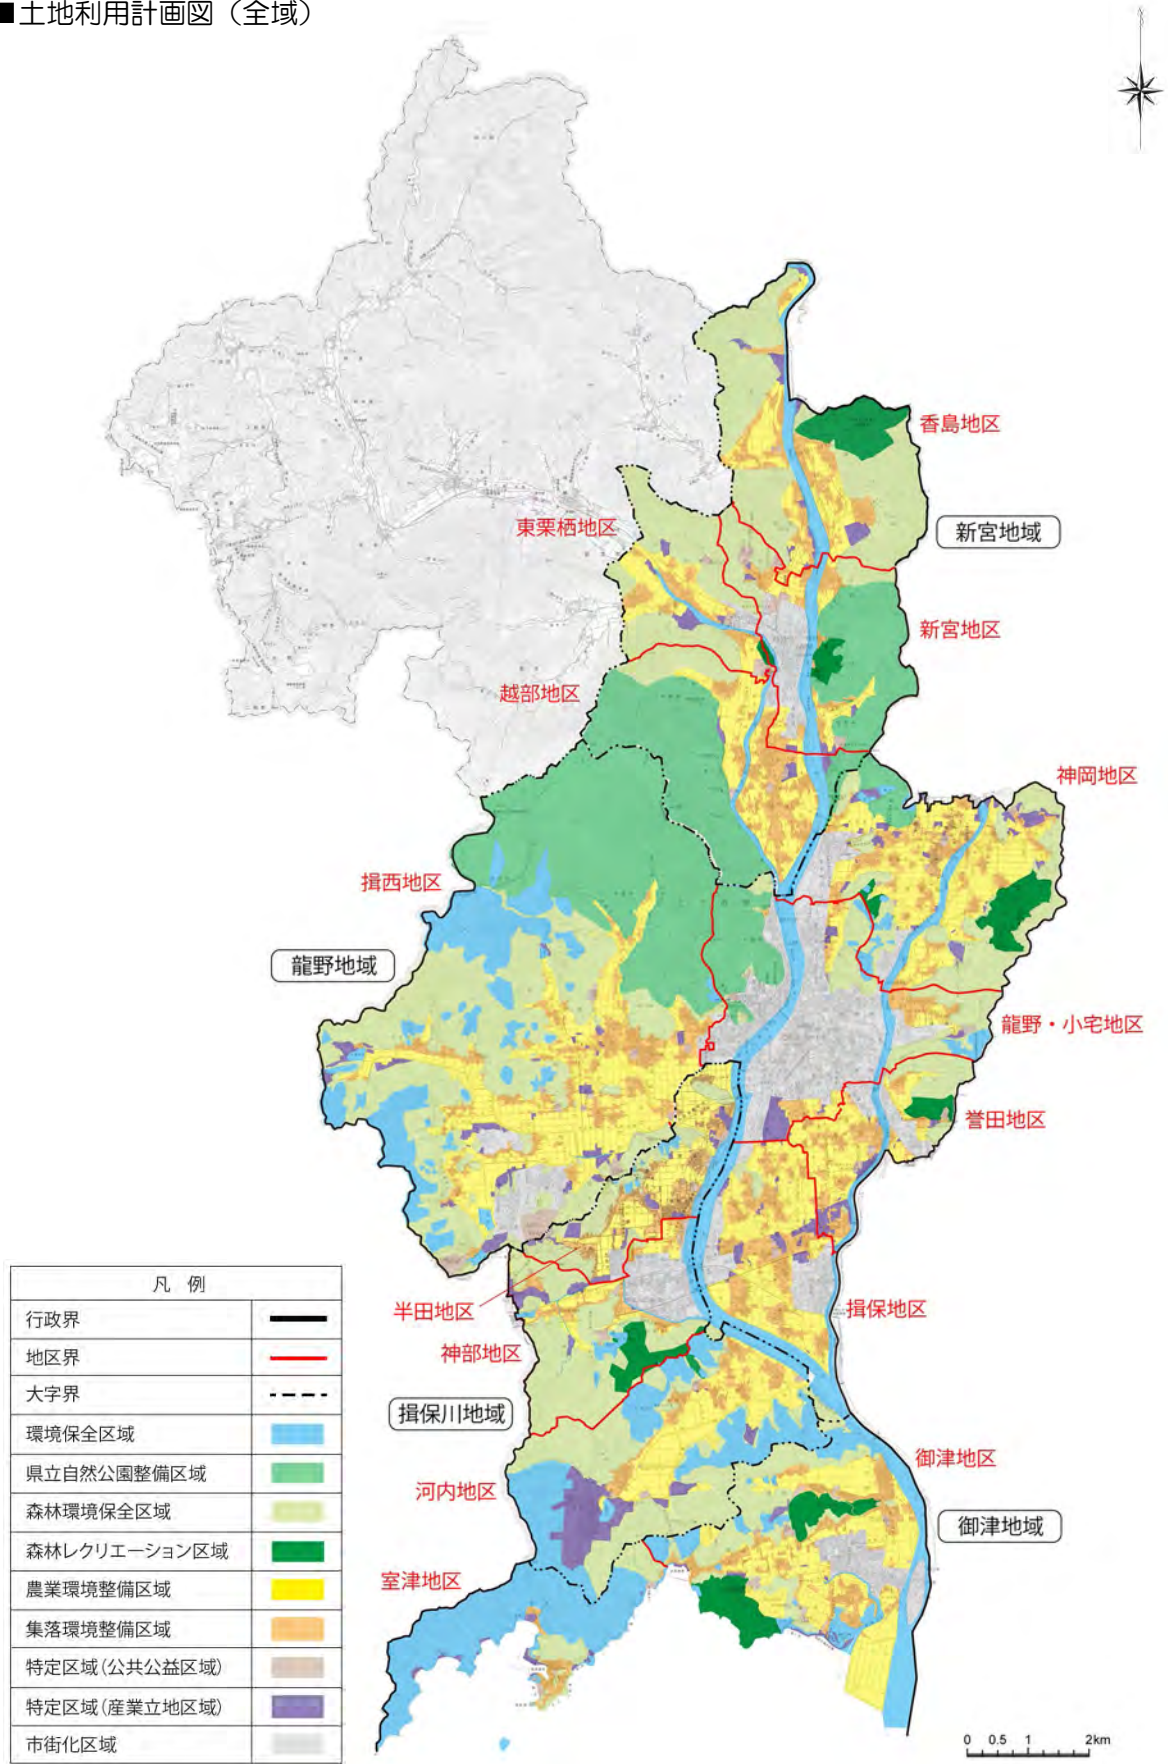 ■土地利用計画図（全域）
香島地区
東栗栖地区
新宮地域
新宮地区
越部地区
神岡地区
揖西地区
龍野地域
龍野・小宅地区
誉田地区
半田地区
揖保地区
神部地区
揖保川地域
御津地区
河内地区
御津地域
室津地区
凡 例
行政界
地区界
大字界
環境保全区域
県立自然公園整備区域
森林環境保全区域
森林レクリエーション区域
農業環境整備区域
集落環境整備区域
特定区域(公共公益区域)
特定区域(産業立地区域)
市街化区域
0 0.5 1 2km